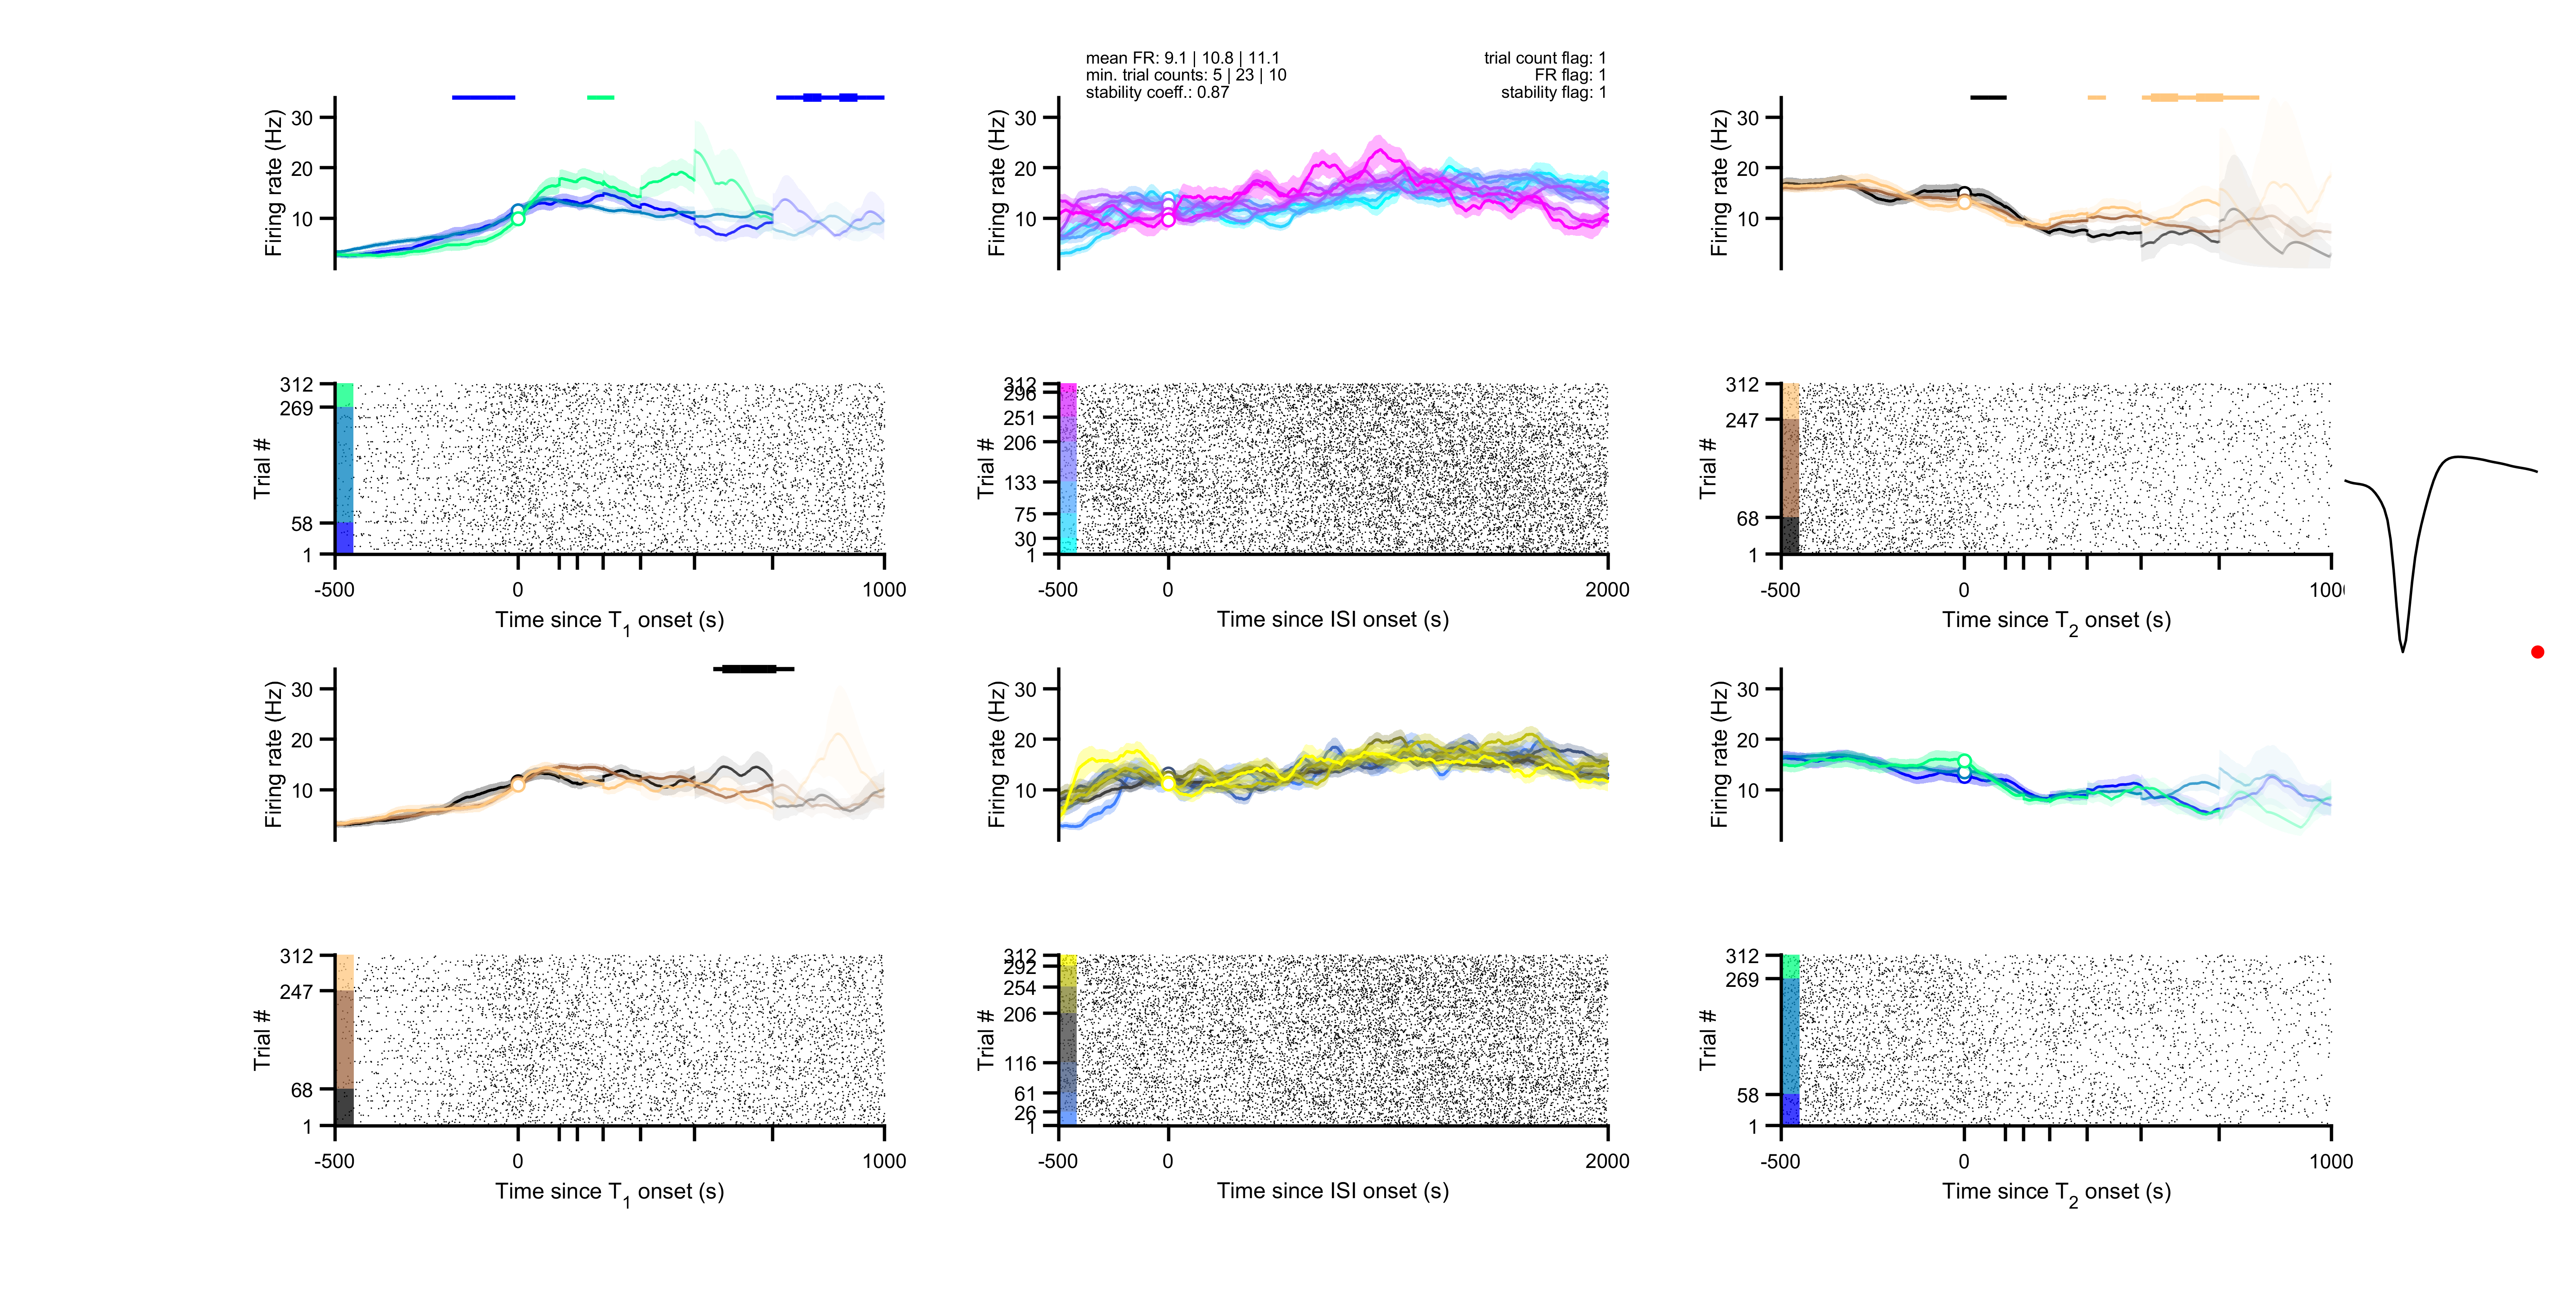 mean FR: 9.1 | 10.8 | 11.1
min. trial counts: 5 | 23 | 10
stability coeff.: 0.87
trial count flag: 1
FR flag: 1
stability flag: 1
Firing rate (Hz)
30
20
10
Firing rate (Hz)
30
20
10
Firing rate (Hz)
30
20
10
Trial #
312
269
58
1
-500
0
1000
Time since T1 onset (s)
Trial #
312
296
251
206
133
75
30
1
-500
0
2000
Time since ISI onset (s)
Trial #
312
247
68
1
-500
0
Time since T2 onset (s)
Firing rate (Hz)
30
20
10
Firing rate (Hz)
30
20
10
Firing rate (Hz)
30
20
10
Trial #
312
247
68
1
-500
0
1000
Time since T1 onset (s)
Trial #
312
292
254
206
116
61
26
1
-500
0
2000
Time since ISI onset (s)
Trial #
312
269
58
1
-500
0
1000
Time since T2 onset (s)